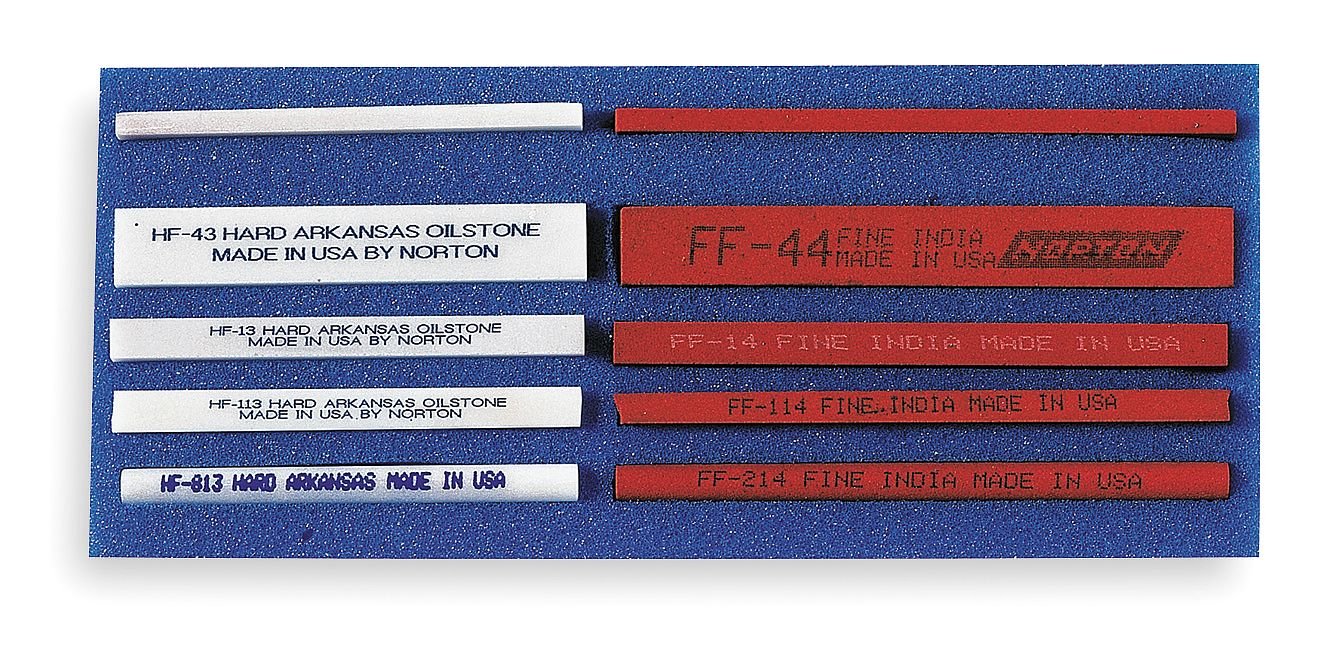 HF-43 HARD ARKANSAS OILSTONE
MADE IN USA BY NORTON
FF-44 FINE INDIA
MADE IN USA NORTON
HF-13 HARD ARKANSAS OILSTONE
MADE IN USA BY NORTON
FF-14 FINE INDIA MADE IN USA
HF-113 HARD ARKANSAS OILSTONE
MADE IN USA BY NORTON
FF-114 FINE INDIA MADE IN USA
HF-813 HARD ARKANSAS MADE IN USA
FF-214 FINE INDIA MADE IN USA